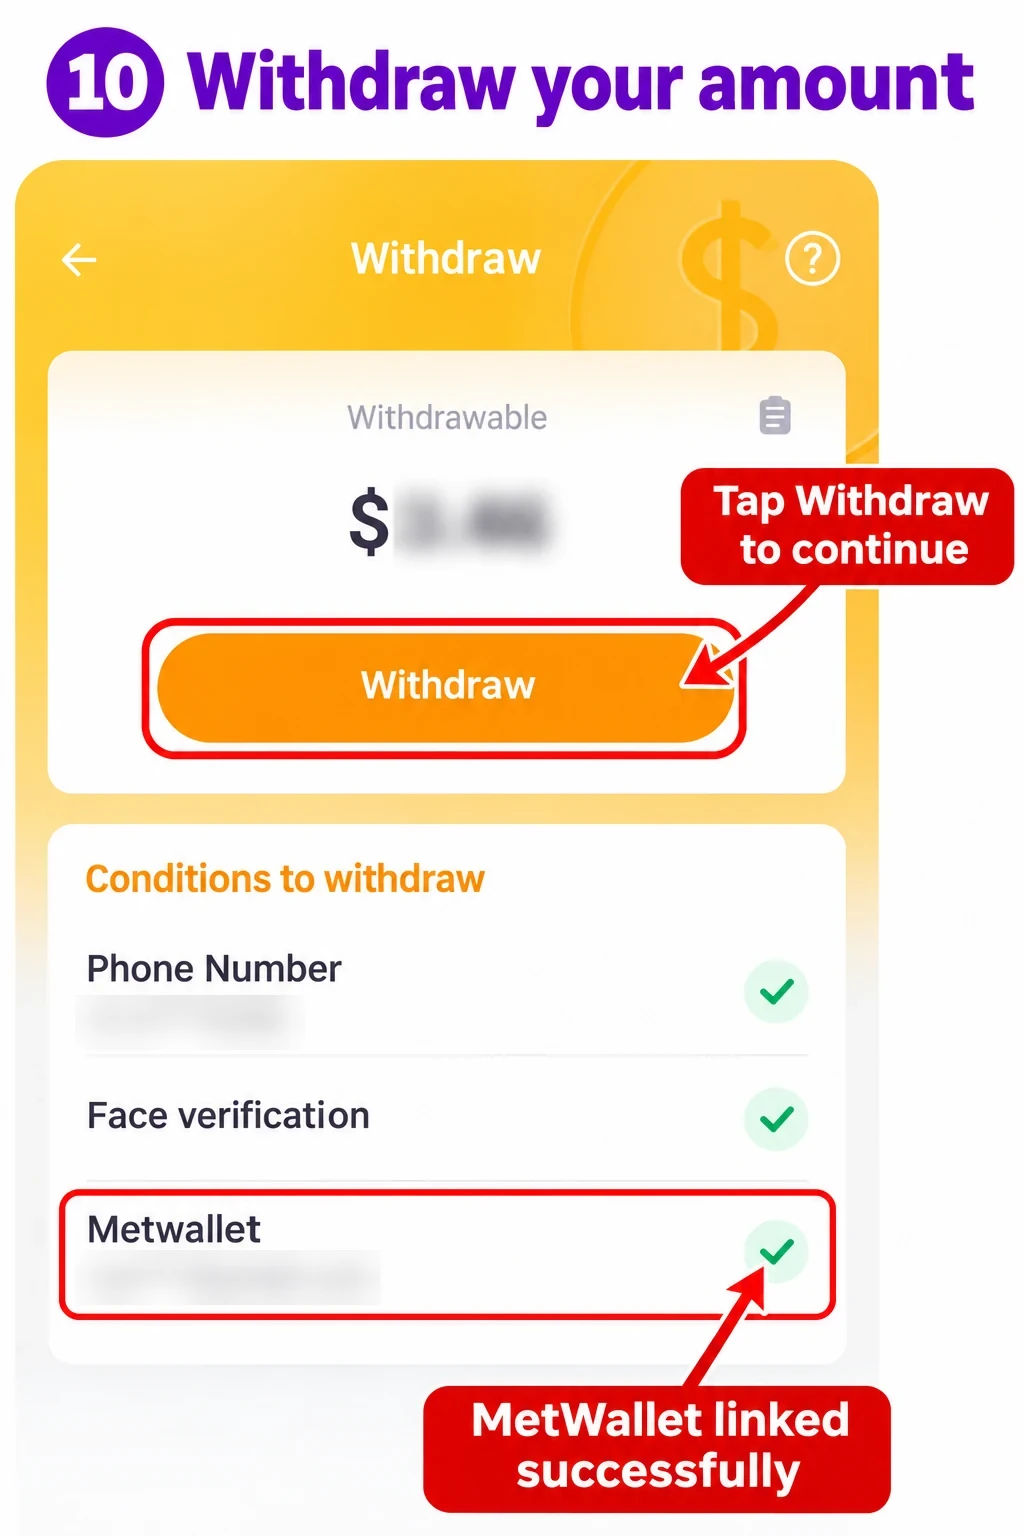 10 Withdraw your amount
Withdraw
?
$
Withdrawable
$
Tap Withdraw
to continue
Withdraw
Conditions to withdraw
Phone Number
Face verification
Metwallet
MetWallet linked
successfully